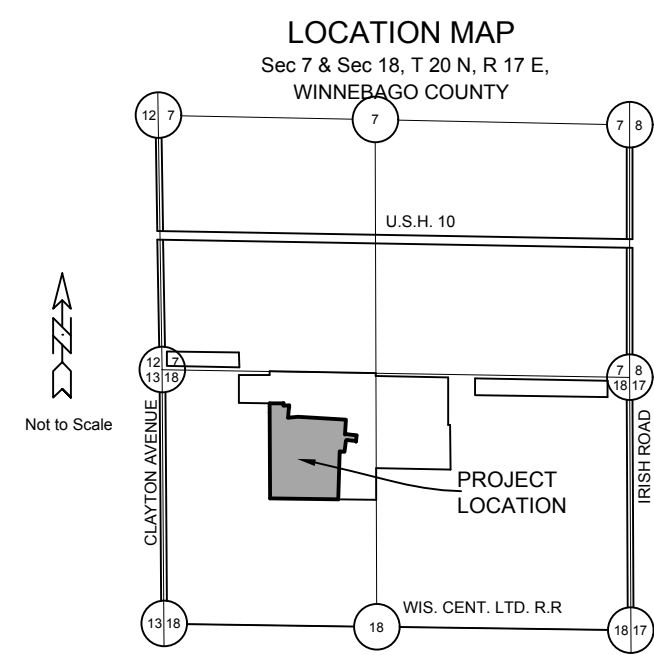 LOCATION MAP
Sec 7 & Sec 18, T 20 N, R 17 E,
WINNEBAGO COUNTY
12 7
7
7 8
U.S.H. 10
N
Not to Scale
12 7
13 18
7 8
18 17
CLAYTON AVENUE
IRISH ROAD
PROJECT
LOCATION
WIS. CENT. LTD. R.R
13 18
18
18 17